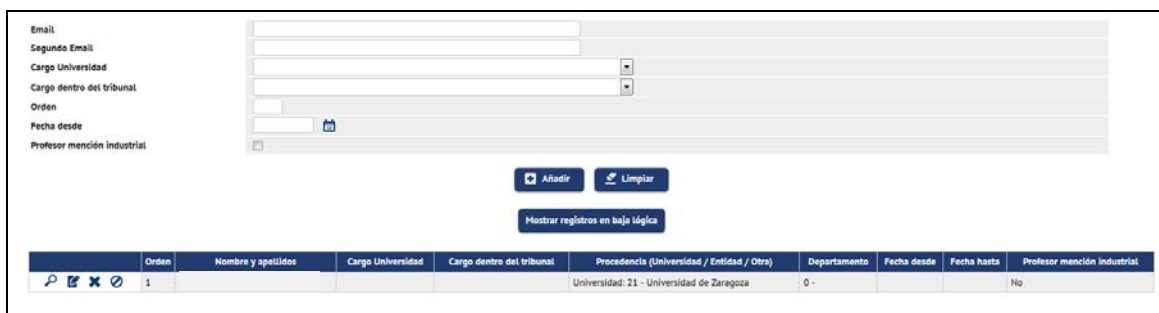 Email
Segundo Email
Cargo Universidad
Cargo dentro del tribunal
Orden
Fecha desde
Profesor mención industrial
Añadir Limpiar
Mostrar registros en baja lógica
Orden Nombre y apellidos Cargo Universidad Cargo dentro del tribunal Procedencia (Universidad / Entidad / Otra) Departamento Fecha desde Fecha hasta Profesor mención industrial
1 Universidad: 21 - Universidad de Zaragoza 0 - No